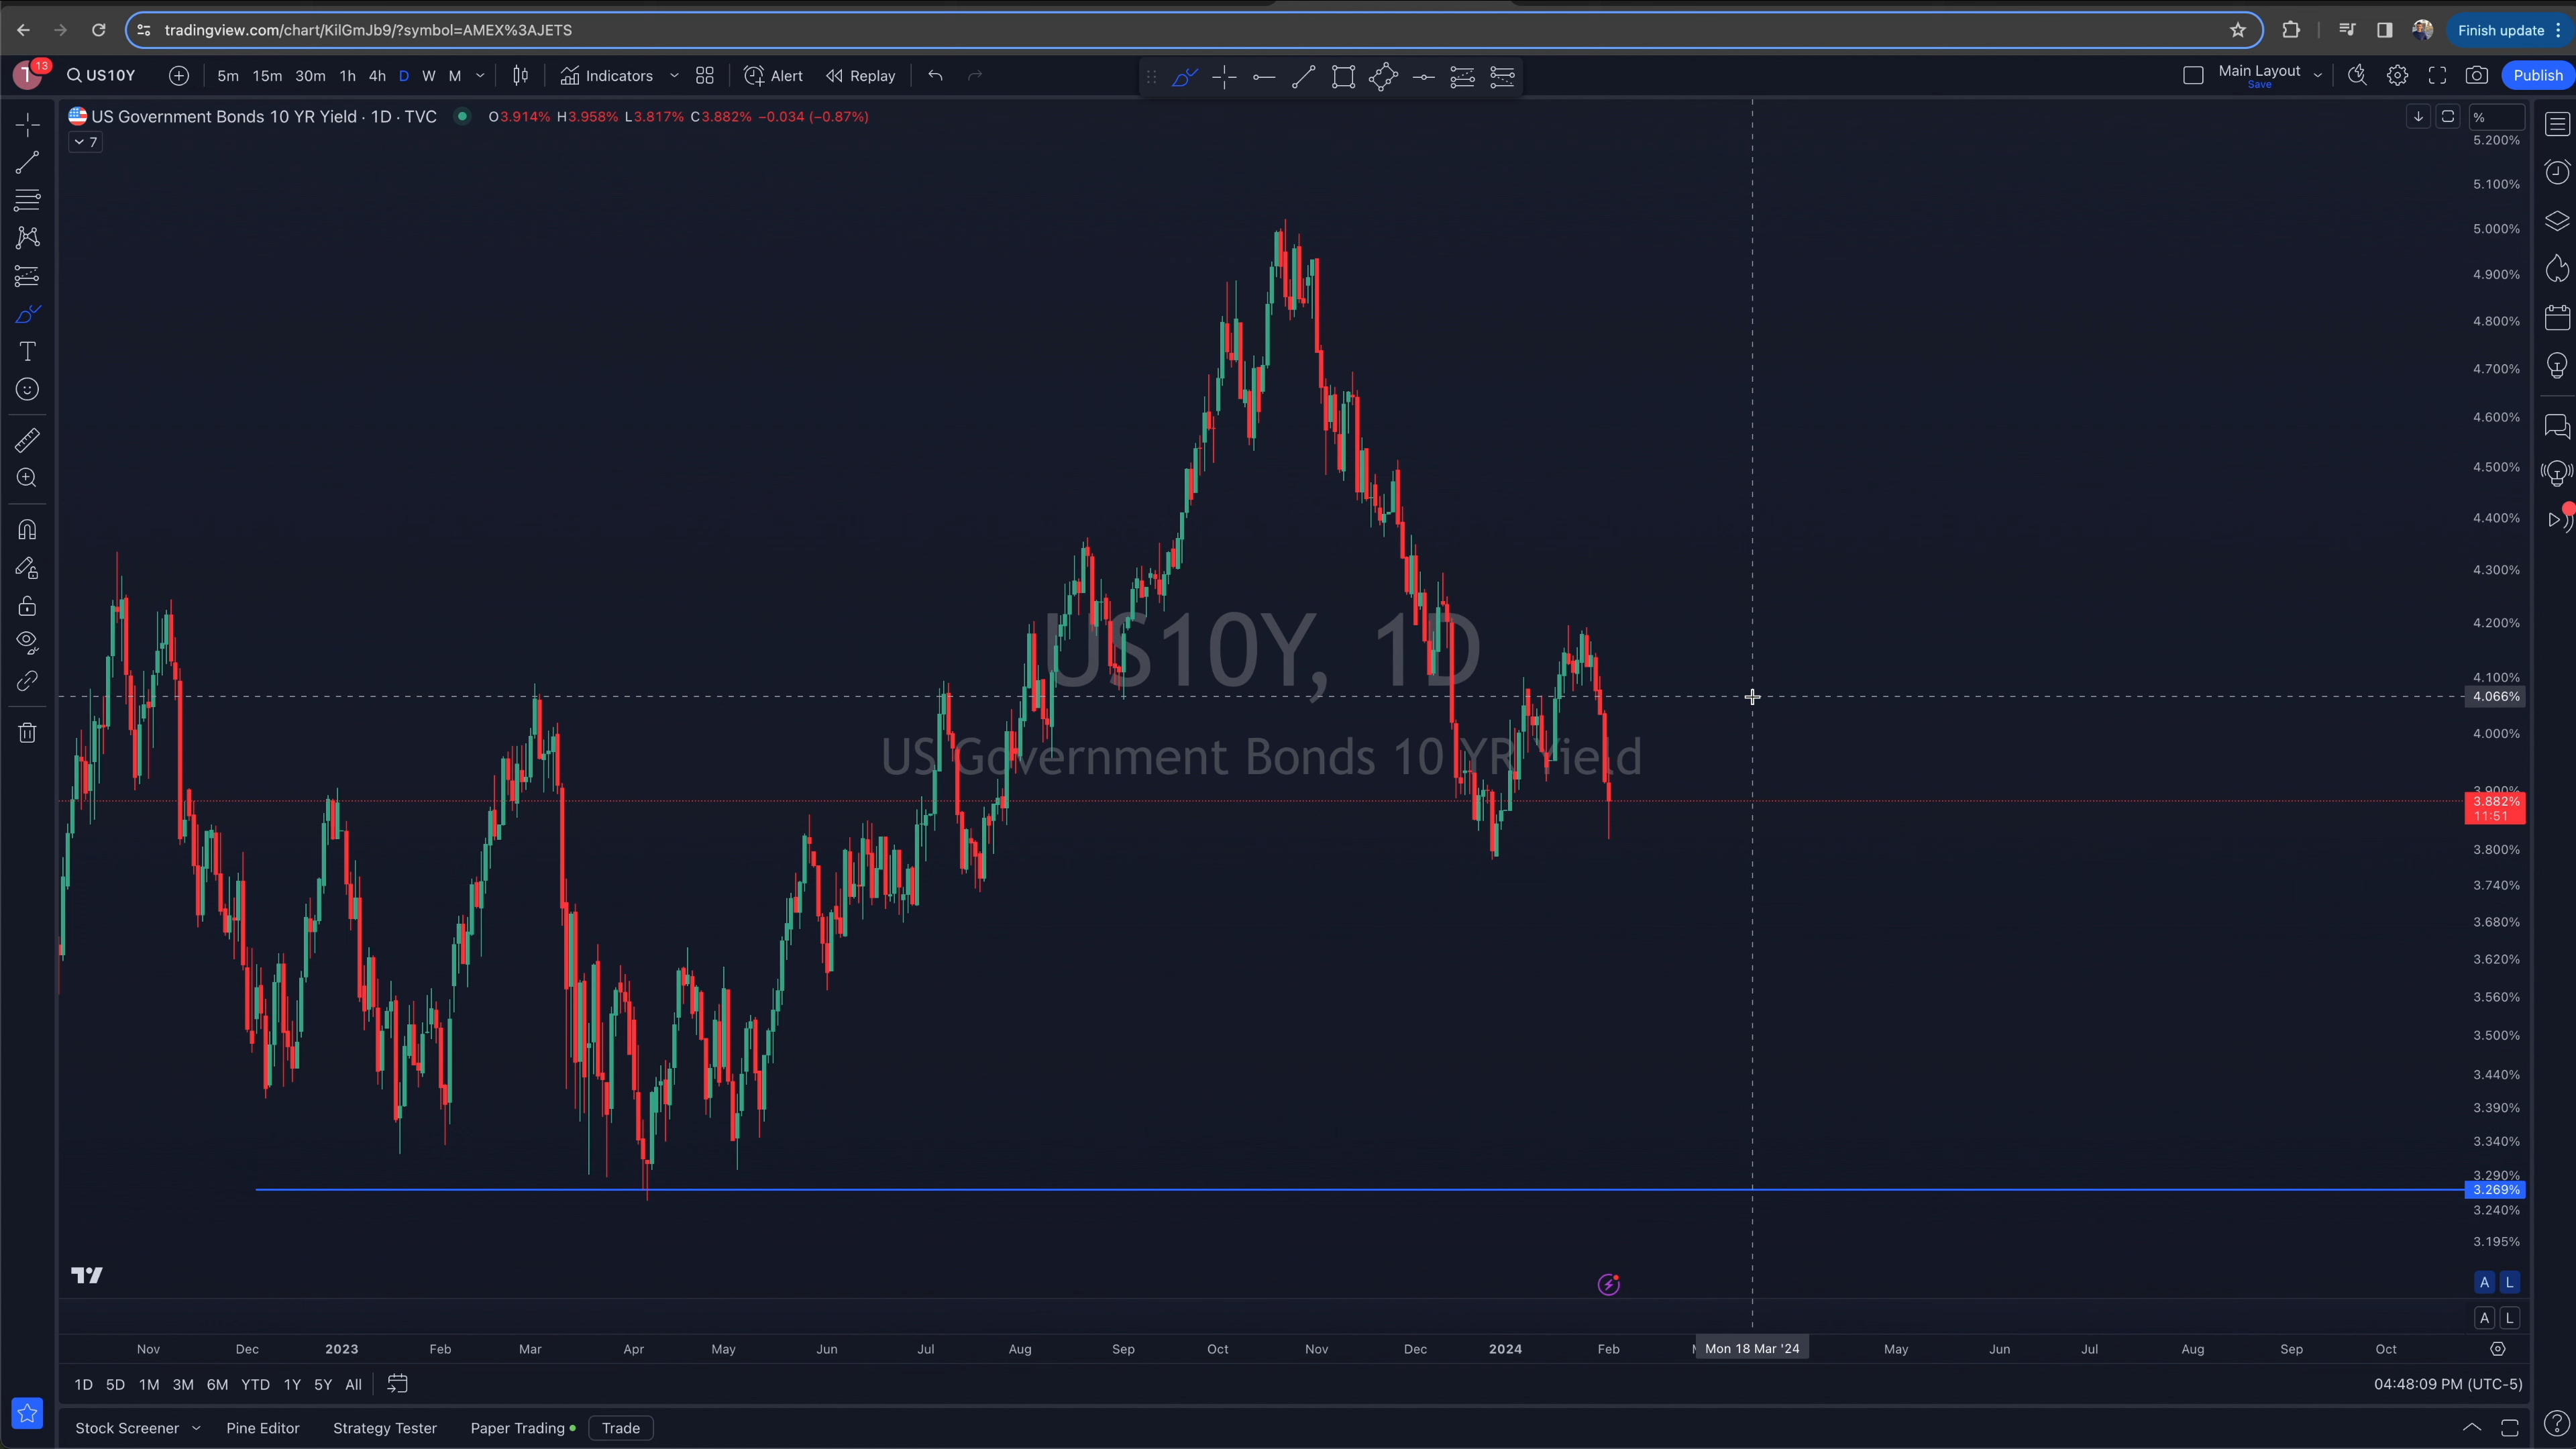 tradingview.com/chart/KilGmJb9/?symbol=AMEX%3AJETS
Finish update
1 13 US10Y 5m 15m 30m 1h 4h D W M Indicators Alert Replay Main Layout Save Publish
US Government Bonds 10 YR Yield · 1D · TVC O3.914% H3.958% L3.817% C3.882% −0.034 (−0.87%)
7
%
5.200%
5.100%
5.000%
4.900%
4.800%
4.700%
4.600%
4.500%
4.400%
4.300%
4.200%
4.100%
4.066%
4.000%
3.900%
3.882%
11:51
3.800%
3.740%
3.680%
3.620%
3.560%
3.500%
3.440%
3.390%
3.340%
3.290%
3.269%
3.240%
3.195%
US10Y, 1D
US Government Bonds 10 YR Yield
A L
A L
Nov Dec 2023 Feb Mar Apr May Jun Jul Aug Sep Oct Nov Dec 2024 Feb Mon 18 Mar '24 May Jul Aug Sep Oct
1D 5D 1M 3M 6M YTD 1Y 5Y All 04:48:09 PM (UTC-5)
Stock Screener Pine Editor Strategy Tester Paper Trading Trade